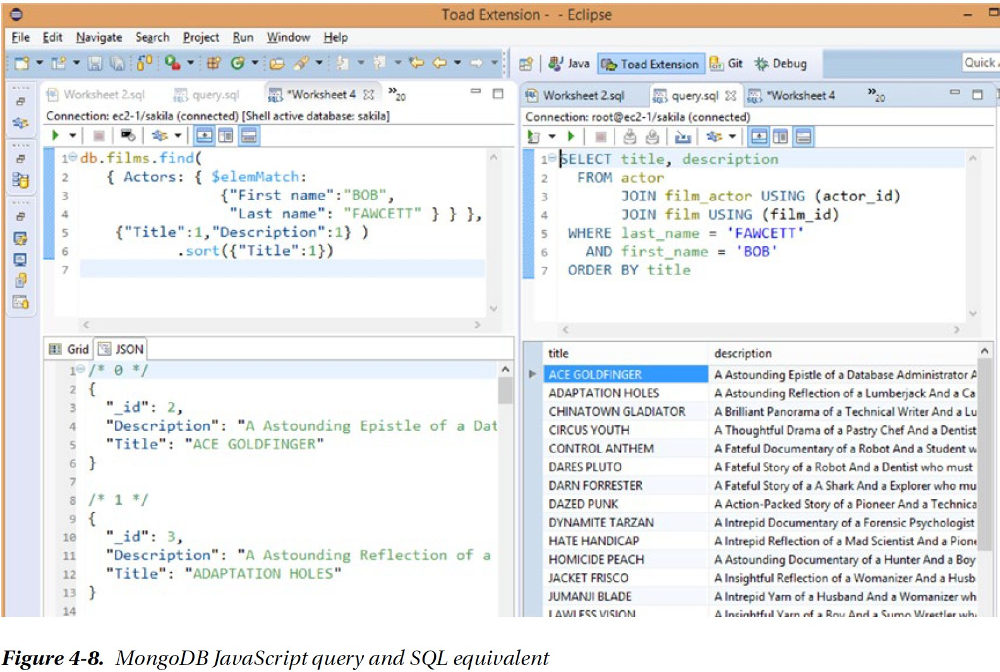 Toad Extension - - Eclipse
File Edit Navigate Search Project Run Window Help
Java Toad Extension Git Debug Quick
Worksheet 2.sql query.sql *Worksheet 4 »20
Connection: ec2-1/sakila (connected) [Shell active database: sakila]
1 db.films.find(
2 { Actors: { $elemMatch:
3 {"First name":"BOB",
4 "Last name": "FAWCETT" } } },
5 {"Title":1,"Description":1} )
6 .sort({"Title":1})
7
Grid JSON
1 /* 0 */
2 {
3 "_id": 2,
4 "Description": "A Astounding Epistle of a Dat
5 "Title": "ACE GOLDFINGER"
6 }
7
8 /* 1 */
9 {
10 "_id": 3,
11 "Description": "A Astounding Reflection of a
12 "Title": "ADAPTATION HOLES"
13 }
14
Worksheet 2.sql query.sql *Worksheet 4 »20
Connection: root@ec2-1/sakila (connected)
1 SELECT title, description
2 FROM actor
3 JOIN film_actor USING (actor_id)
4 JOIN film USING (film_id)
5 WHERE last_name = 'FAWCETT'
6 AND first_name = 'BOB'
7 ORDER BY title
title description
ACE GOLDFINGER A Astounding Epistle of a Database Administrator A
ADAPTATION HOLES A Astounding Reflection of a Lumberjack And a Ca
CHINATOWN GLADIATOR A Brilliant Panorama of a Technical Writer And a Lu
CIRCUS YOUTH A Thoughtful Drama of a Pastry Chef And a Dentist
CONTROL ANTHEM A Fateful Documentary of a Robot And a Student w
DARES PLUTO A Fateful Story of a Robot And a Dentist who must
DARN FORRESTER A Fateful Story of a A Shark And a Explorer who mu
DAZED PUNK A Action-Packed Story of a Pioneer And a Technica
DYNAMITE TARZAN A Intrepid Documentary of a Forensic Psychologist
HATE HANDICAP A Intrepid Reflection of a Mad Scientist And a Pione
HOMICIDE PEACH A Astounding Documentary of a Hunter And a Boy
JACKET FRISCO A Insightful Reflection of a Womanizer And a Husb
JUMANJI BLADE A Intrepid Yarn of a Husband And a Womanizer wh
LAWLESS VISION A Insightful Yarn of a Boy And a Sumo Wrestler wh
Figure 4-8. MongoDB JavaScript query and SQL equivalent